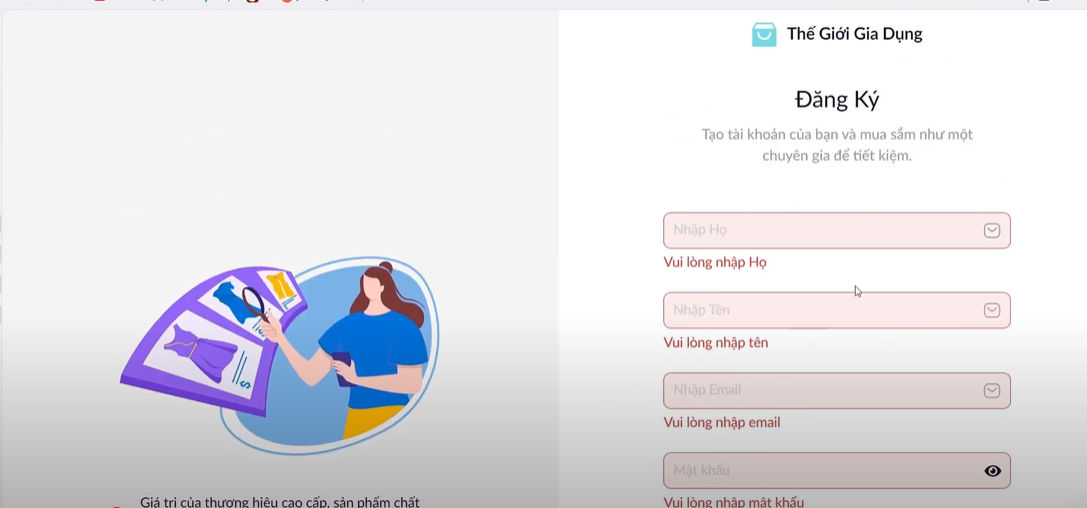 Thế Giới Gia Dụng
Đăng Ký
Tạo tài khoản của bạn và mua sắm như một
chuyên gia để tiết kiệm.
Nhập Họ
Vui lòng nhập Họ
Nhập Tên
Vui lòng nhập tên
Nhập Email
Vui lòng nhập email
Mật khẩu
Vui lòng nhập mật khẩu
Giá trị của thương hiệu cao cấp, sản phẩm chất